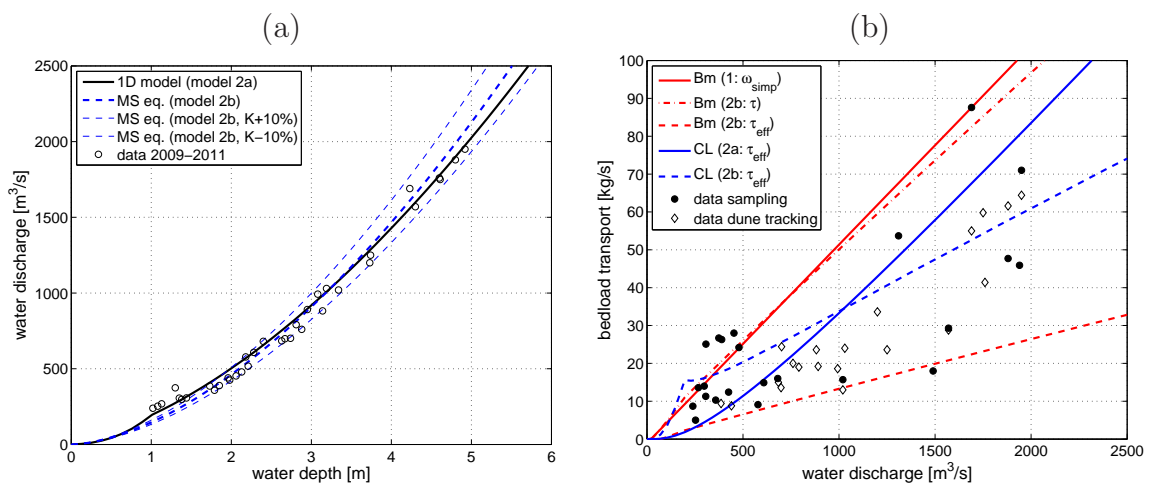 (a)
2500
2000
1500
1000
500
0
0 1 2 3 4 5 6
water depth [m]
water discharge [m³/s]
1D model (model 2a)
MS eq. (model 2b)
MS eq. (model 2b, K+10%)
MS eq. (model 2b, K−10%)
data 2009−2011
(b)
100
90
80
70
60
50
40
30
20
10
0
0 500 1000 1500 2000 2500
water discharge [m³/s]
bedload transport [kg/s]
Bm (1: ω_simp)
Bm (2b: τ)
Bm (2b: τ_eff)
CL (2a: τ_eff)
CL (2b: τ_eff)
data sampling
data dune tracking